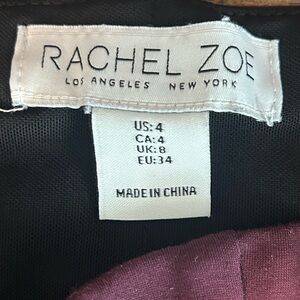 RACHEL ZOE
LOS ANGELES NEW YORK
US: 4
CA: 4
UK: 8
EU: 34
MADE IN CHINA